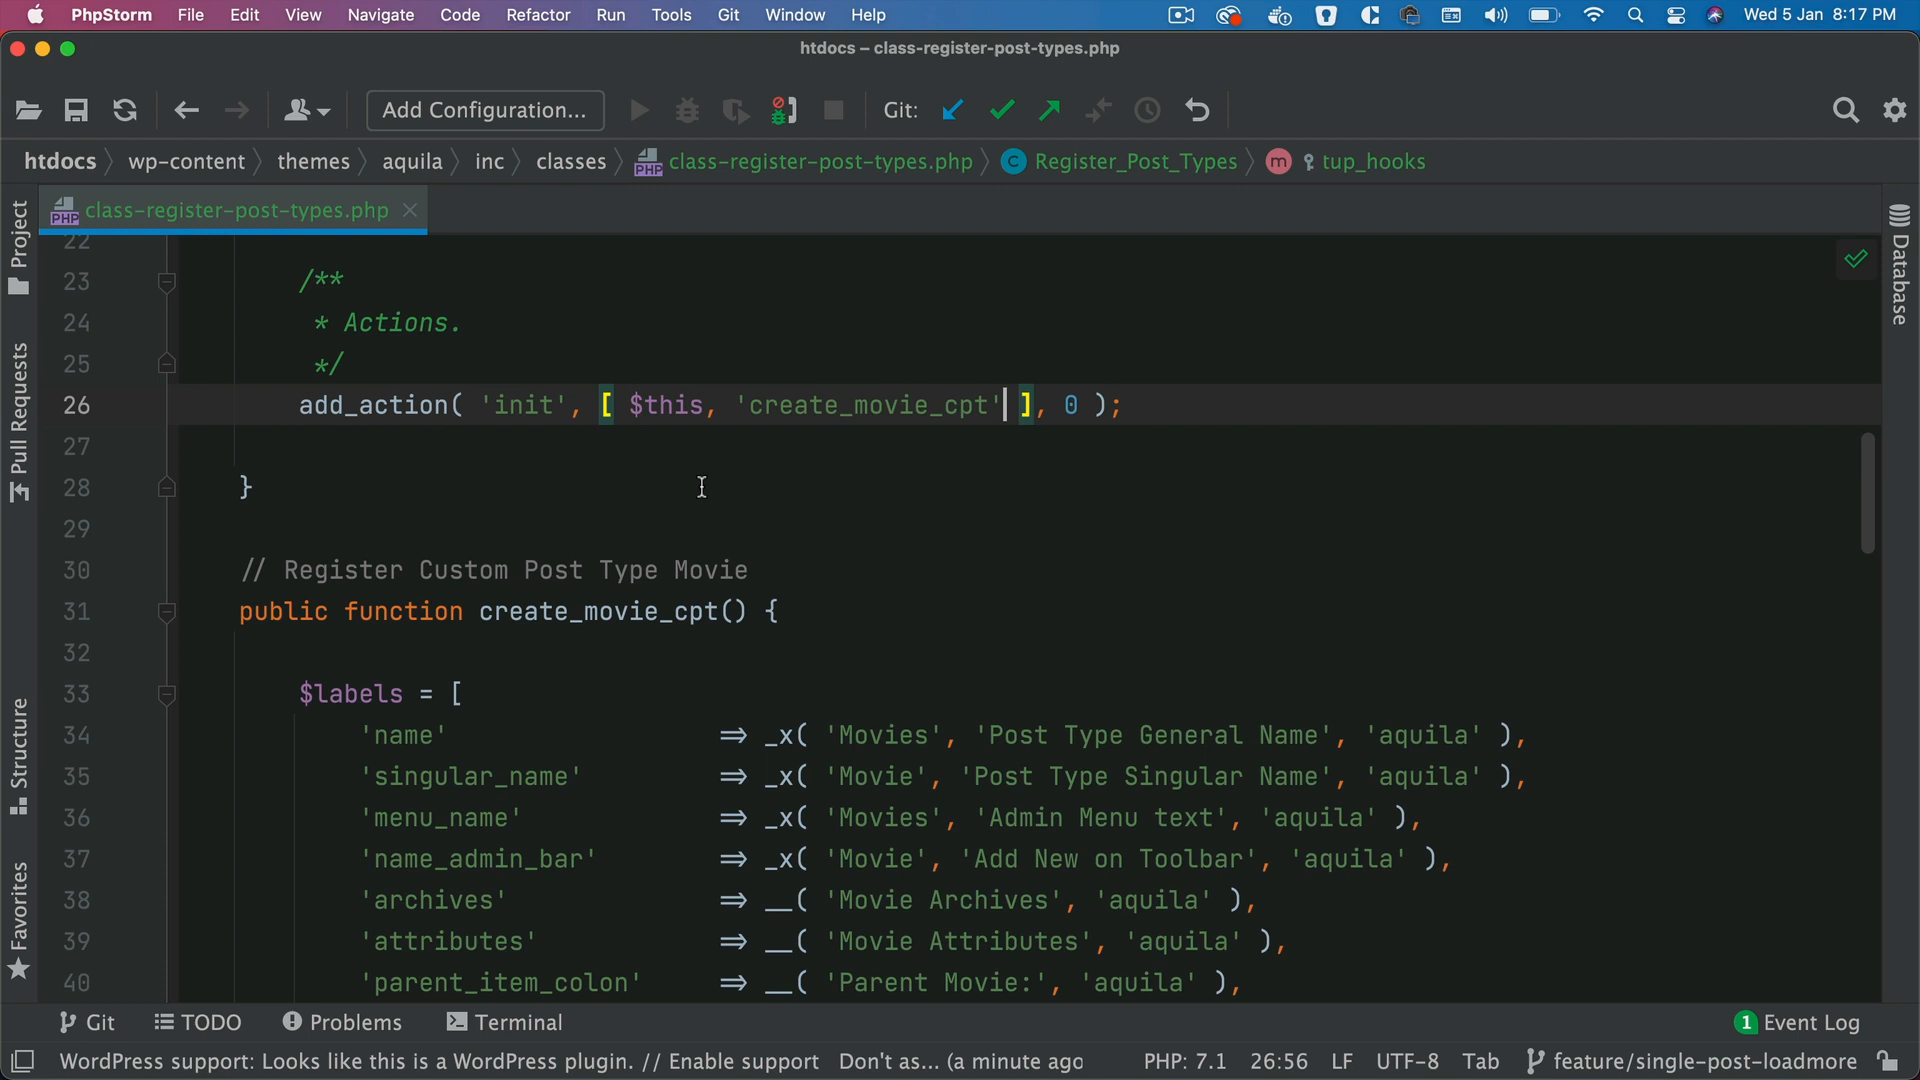 PhpStorm File Edit View Navigate Code Refactor Run Tools Git Window Help Wed 5 Jan 8:17 PM
htdocs – class-register-post-types.php
Add Configuration... Git:
htdocs wp-content themes aquila inc classes class-register-post-types.php Register_Post_Types tup_hooks
class-register-post-types.php
Project
Pull Requests
Structure
Favorites
Database
22
23 /**
24 * Actions.
25 */
26 add_action( 'init', [ $this, 'create_movie_cpt' ], 0 );
27
28 }
29
30 // Register Custom Post Type Movie
31 public function create_movie_cpt() {
32
33 $labels = [
34 'name' => _x( 'Movies', 'Post Type General Name', 'aquila' ),
35 'singular_name' => _x( 'Movie', 'Post Type Singular Name', 'aquila' ),
36 'menu_name' => _x( 'Movies', 'Admin Menu text', 'aquila' ),
37 'name_admin_bar' => _x( 'Movie', 'Add New on Toolbar', 'aquila' ),
38 'archives' => __( 'Movie Archives', 'aquila' ),
39 'attributes' => __( 'Movie Attributes', 'aquila' ),
40 'parent_item_colon' => __( 'Parent Movie:', 'aquila' ),
Git TODO Problems Terminal 1 Event Log
WordPress support: Looks like this is a WordPress plugin. // Enable support Don't as... (a minute ago PHP: 7.1 26:56 LF UTF-8 Tab feature/single-post-loadmore